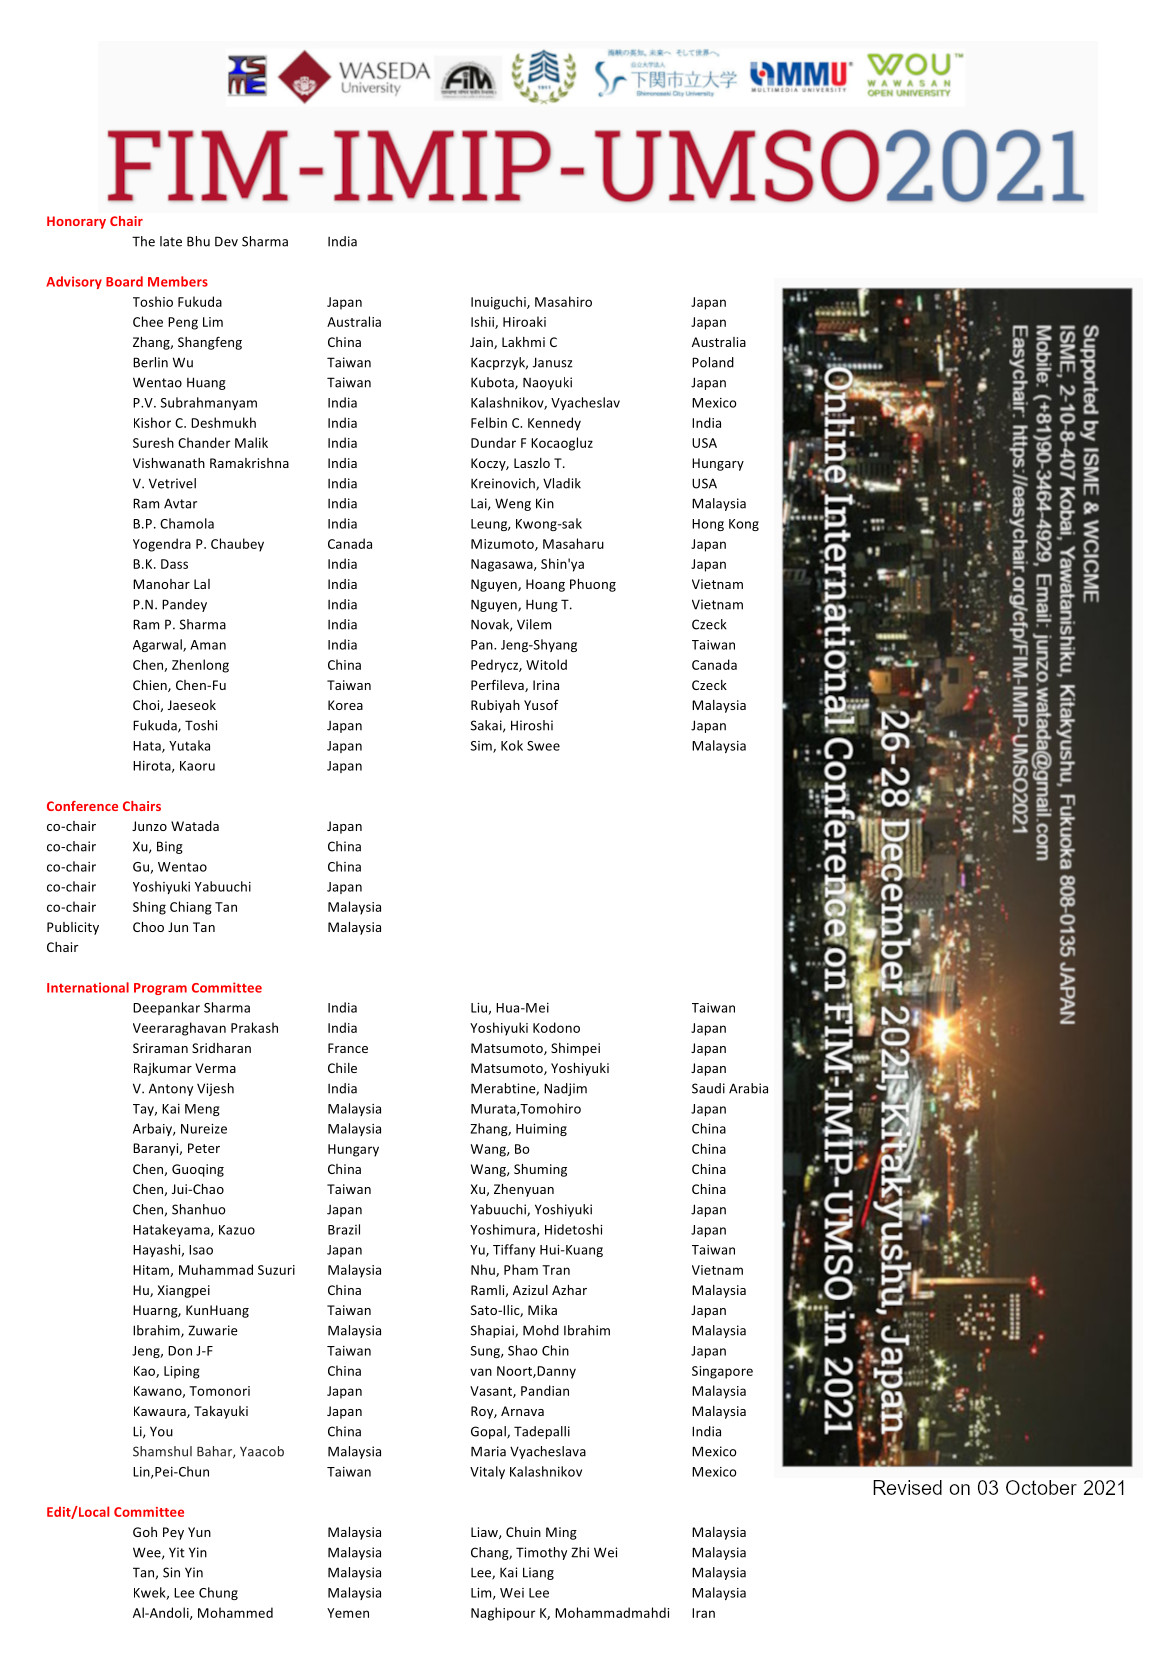 ISME
WASEDA University
FIM
1911
指観の長知、未来へ そして世界へ。
公立大学法人
下関市立大学
Shimonoseki City University
MMU
MULTIMEDIA UNIVERSITY
WOU™
WAWASAN
OPEN UNIVERSITY
FIM-IMIP-UMSO2021
Honorary Chair
The late Bhu Dev Sharma India
Advisory Board Members
Toshio Fukuda Japan Inuiguchi, Masahiro Japan
Chee Peng Lim Australia Ishii, Hiroaki Japan
Zhang, Shangfeng China Jain, Lakhmi C Australia
Berlin Wu Taiwan Kacprzyk, Janusz Poland
Wentao Huang Taiwan Kubota, Naoyuki Japan
P.V. Subrahmanyam India Kalashnikov, Vyacheslav Mexico
Kishor C. Deshmukh India Felbin C. Kennedy India
Suresh Chander Malik India Dundar F Kocaogluz USA
Vishwanath Ramakrishna India Koczy, Laszlo T. Hungary
V. Vetrivel India Kreinovich, Vladik USA
Ram Avtar India Lai, Weng Kin Malaysia
B.P. Chamola India Leung, Kwong-sak Hong Kong
Yogendra P. Chaubey Canada Mizumoto, Masaharu Japan
B.K. Dass India Nagasawa, Shin'ya Japan
Manohar Lal India Nguyen, Hoang Phuong Vietnam
P.N. Pandey India Nguyen, Hung T. Vietnam
Ram P. Sharma India Novak, Vilem Czeck
Agarwal, Aman India Pan. Jeng-Shyang Taiwan
Chen, Zhenlong China Pedrycz, Witold Canada
Chien, Chen-Fu Taiwan Perfileva, Irina Czeck
Choi, Jaeseok Korea Rubiyah Yusof Malaysia
Fukuda, Toshi Japan Sakai, Hiroshi Japan
Hata, Yutaka Japan Sim, Kok Swee Malaysia
Hirota, Kaoru Japan
Conference Chairs
co-chair Junzo Watada Japan
co-chair Xu, Bing China
co-chair Gu, Wentao China
co-chair Yoshiyuki Yabuuchi Japan
co-chair Shing Chiang Tan Malaysia
Publicity Choo Jun Tan Malaysia
Chair
International Program Committee
Deepankar Sharma India Liu, Hua-Mei Taiwan
Veeraraghavan Prakash India Yoshiyuki Kodono Japan
Sriraman Sridharan France Matsumoto, Shimpei Japan
Rajkumar Verma Chile Matsumoto, Yoshiyuki Japan
V. Antony Vijesh India Merabtine, Nadjim Saudi Arabia
Tay, Kai Meng Malaysia Murata,Tomohiro Japan
Arbaiy, Nureize Malaysia Zhang, Huiming China
Baranyi, Peter Hungary Wang, Bo China
Chen, Guoqing China Wang, Shuming China
Chen, Jui-Chao Taiwan Xu, Zhenyuan China
Chen, Shanhuo Japan Yabuuchi, Yoshiyuki Japan
Hatakeyama, Kazuo Brazil Yoshimura, Hidetoshi Japan
Hayashi, Isao Japan Yu, Tiffany Hui-Kuang Taiwan
Hitam, Muhammad Suzuri Malaysia Nhu, Pham Tran Vietnam
Hu, Xiangpei China Ramli, Azizul Azhar Malaysia
Huarng, KunHuang Taiwan Sato-Ilic, Mika Japan
Ibrahim, Zuwarie Malaysia Shapiai, Mohd Ibrahim Malaysia
Jeng, Don J-F Taiwan Sung, Shao Chin Japan
Kao, Liping China van Noort,Danny Singapore
Kawano, Tomonori Japan Vasant, Pandian Malaysia
Kawaura, Takayuki Japan Roy, Arnava Malaysia
Li, You China Gopal, Tadepalli India
Shamshul Bahar, Yaacob Malaysia Maria Vyacheslava Mexico
Lin,Pei-Chun Taiwan Vitaly Kalashnikov Mexico
Edit/Local Committee
Goh Pey Yun Malaysia Liaw, Chuin Ming Malaysia
Wee, Yit Yin Malaysia Chang, Timothy Zhi Wei Malaysia
Tan, Sin Yin Malaysia Lee, Kai Liang Malaysia
Kwek, Lee Chung Malaysia Lim, Wei Lee Malaysia
Al-Andoli, Mohammed Yemen Naghipour K, Mohammadmahdi Iran
Supported by ISME & WCICME
ISME, 2-10-8-407 Kobai, Yawatanishiku, Kitakyushu, Fukuoka 808-0135 JAPAN
Mobile: (+81)90-3464-4929, Email: junzo.watada@gmail.com
Easychair: https://easychair.org/cfp/FIM-IMIP-UMSO2021
26-28 December 2021, Kitakyushu, Japan
Online International Conference on FIM-IMIP-UMSO in 2021
Revised on 03 October 2021